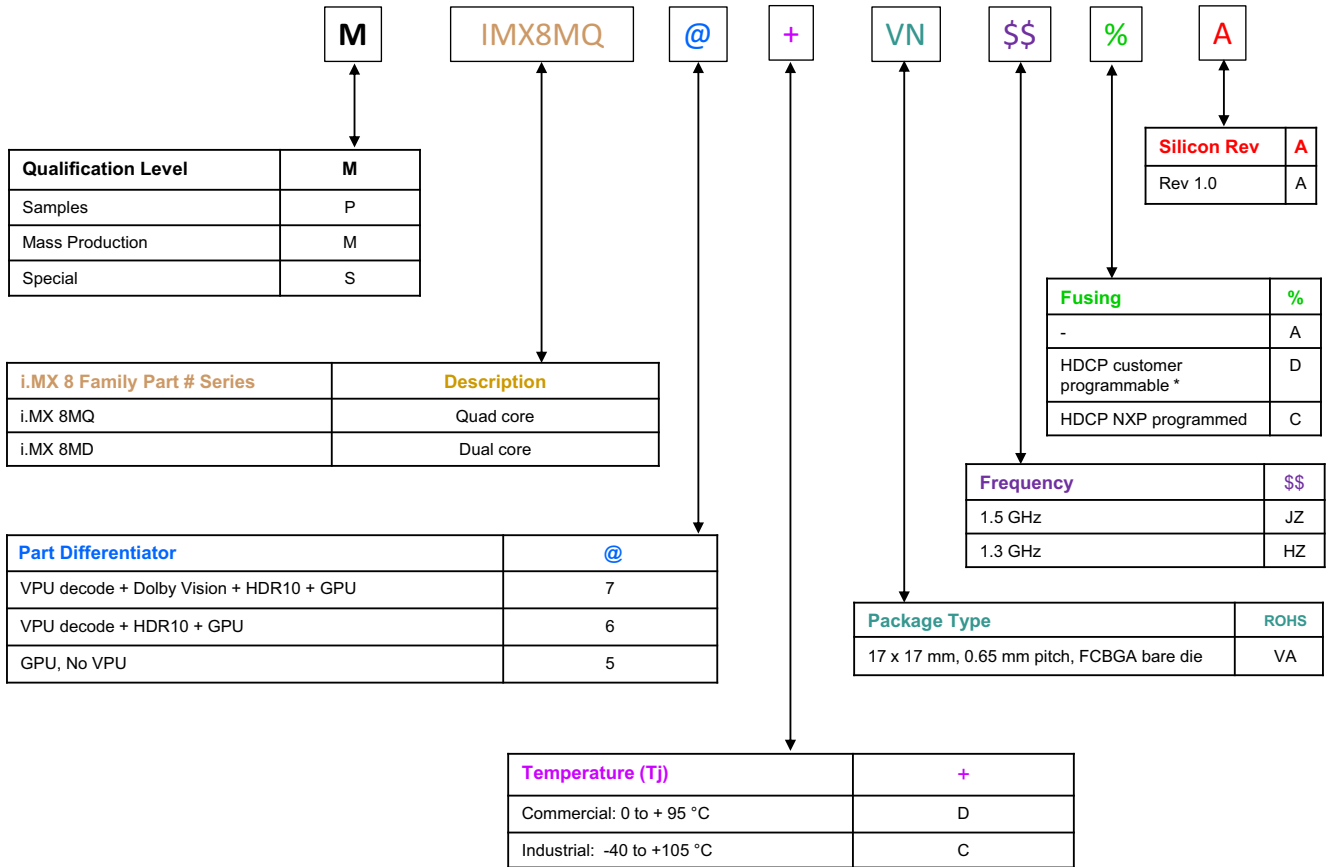 M IMX8MQ @ + VN $$ % A
Qualification Level M
Samples P
Mass Production M
Special S
Silicon Rev A
Rev 1.0 A
Fusing %
- A
HDCP customer
programmable * D
HDCP NXP programmed C
i.MX 8 Family Part # Series Description
i.MX 8MQ Quad core
i.MX 8MD Dual core
Frequency $$
1.5 GHz JZ
1.3 GHz HZ
Part Differentiator @
VPU decode + Dolby Vision + HDR10 + GPU 7
VPU decode + HDR10 + GPU 6
GPU, No VPU 5
Package Type ROHS
17 x 17 mm, 0.65 mm pitch, FCBGA bare die VA
Temperature (Tj) +
Commercial: 0 to + 95 °C D
Industrial: -40 to +105 °C C